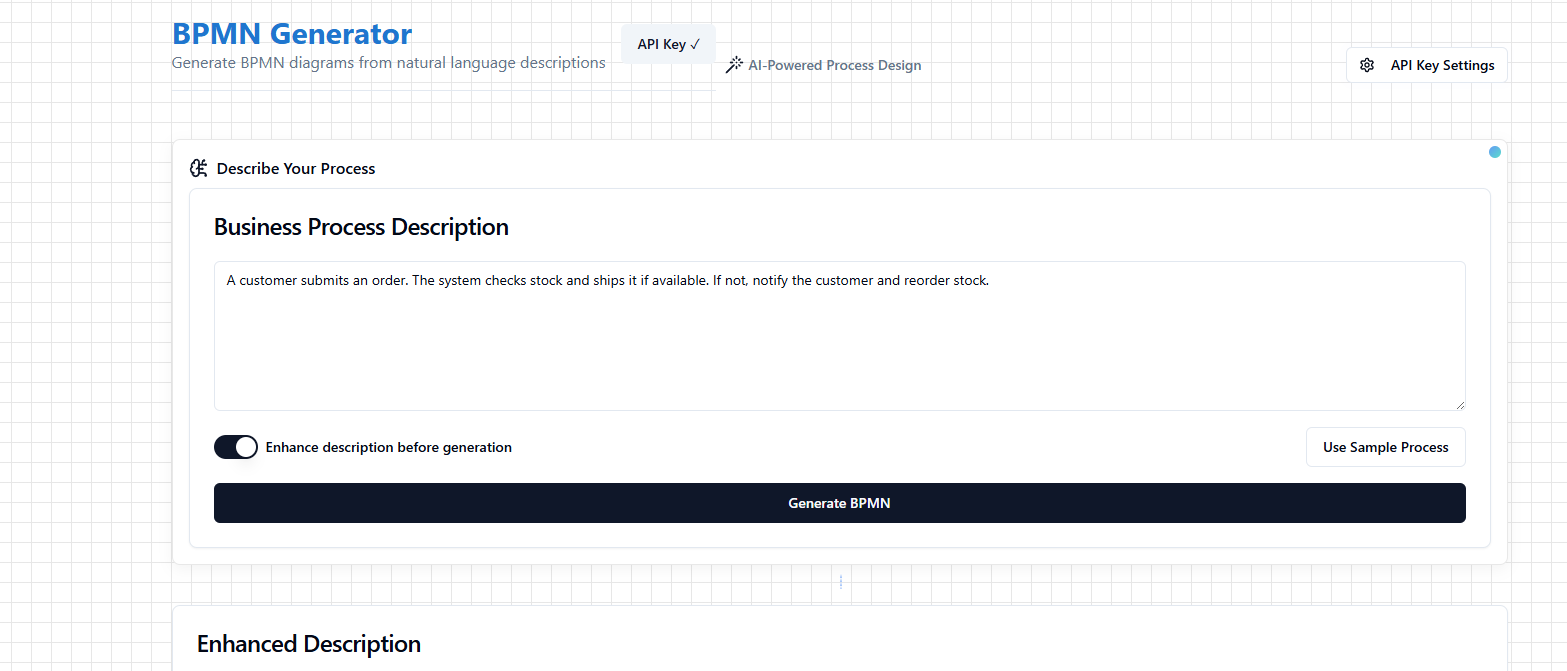 BPMN Generator
Generate BPMN diagrams from natural language descriptions
API Key ✓
AI-Powered Process Design
API Key Settings
Describe Your Process
Business Process Description
A customer submits an order. The system checks stock and ships it if available. If not, notify the customer and reorder stock.
Enhance description before generation
Use Sample Process
Generate BPMN
Enhanced Description